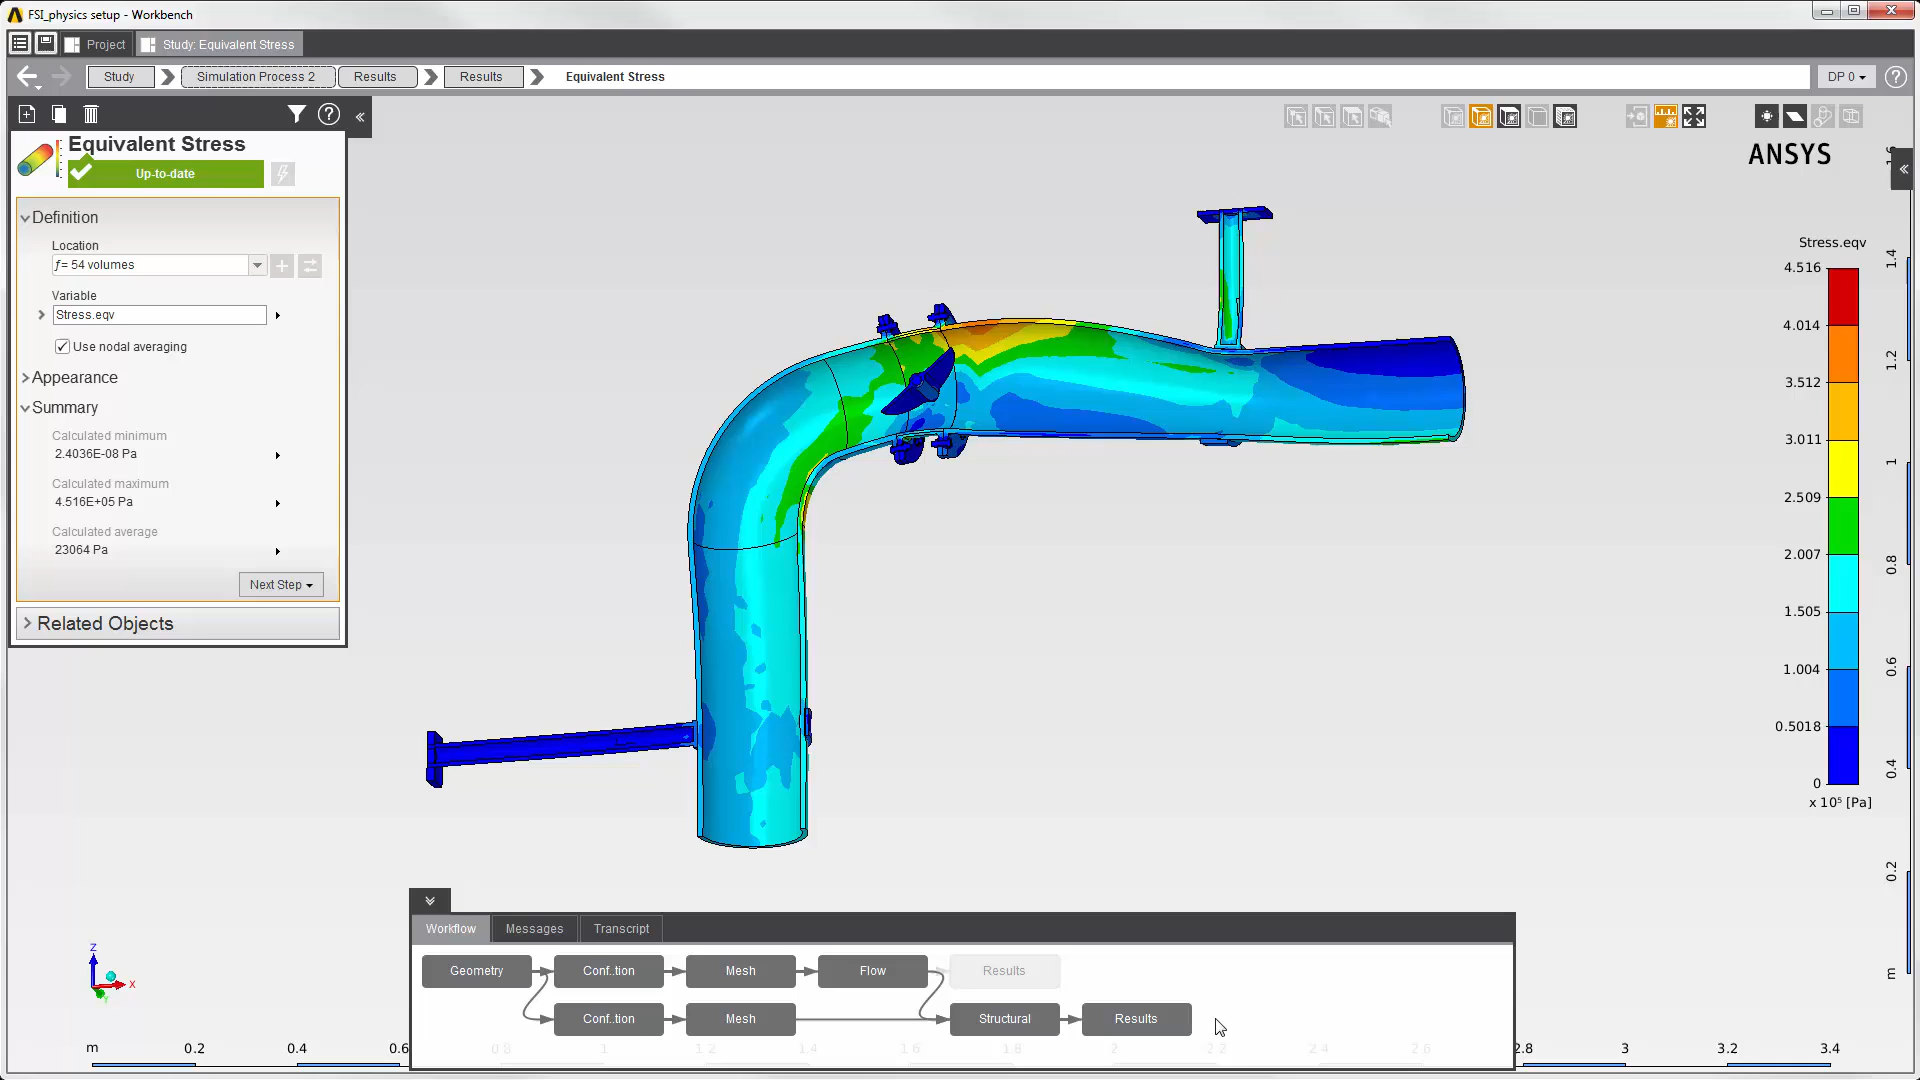 FSI_physics setup - Workbench
Project
Study: Equivalent Stress
Study
Simulation Process 2
Results
Results
Equivalent Stress
DP 0
Equivalent Stress
Up-to-date
Definition
Location
ƒ= 54 volumes
Variable
Stress.eqv
Use nodal averaging
Appearance
Summary
Calculated minimum
2.4036E-08 Pa
Calculated maximum
4.516E+05 Pa
Calculated average
23064 Pa
Next Step
Related Objects
ANSYS
Stress.eqv
4.516
4.014
3.512
3.011
2.509
2.007
1.505
1.004
0.5018
0
x 10⁵ [Pa]
1.4
1.2
1
0.8
0.6
0.4
0.2
m
Z
X
Y
Workflow
Messages
Transcript
Geometry
Conf..tion
Mesh
Flow
Results
Conf..tion
Mesh
Structural
Results
m
0.2
0.4
0.6
0.8
1
1.2
1.4
1.6
1.8
2
2.2
2.4
2.6
2.8
3
3.2
3.4